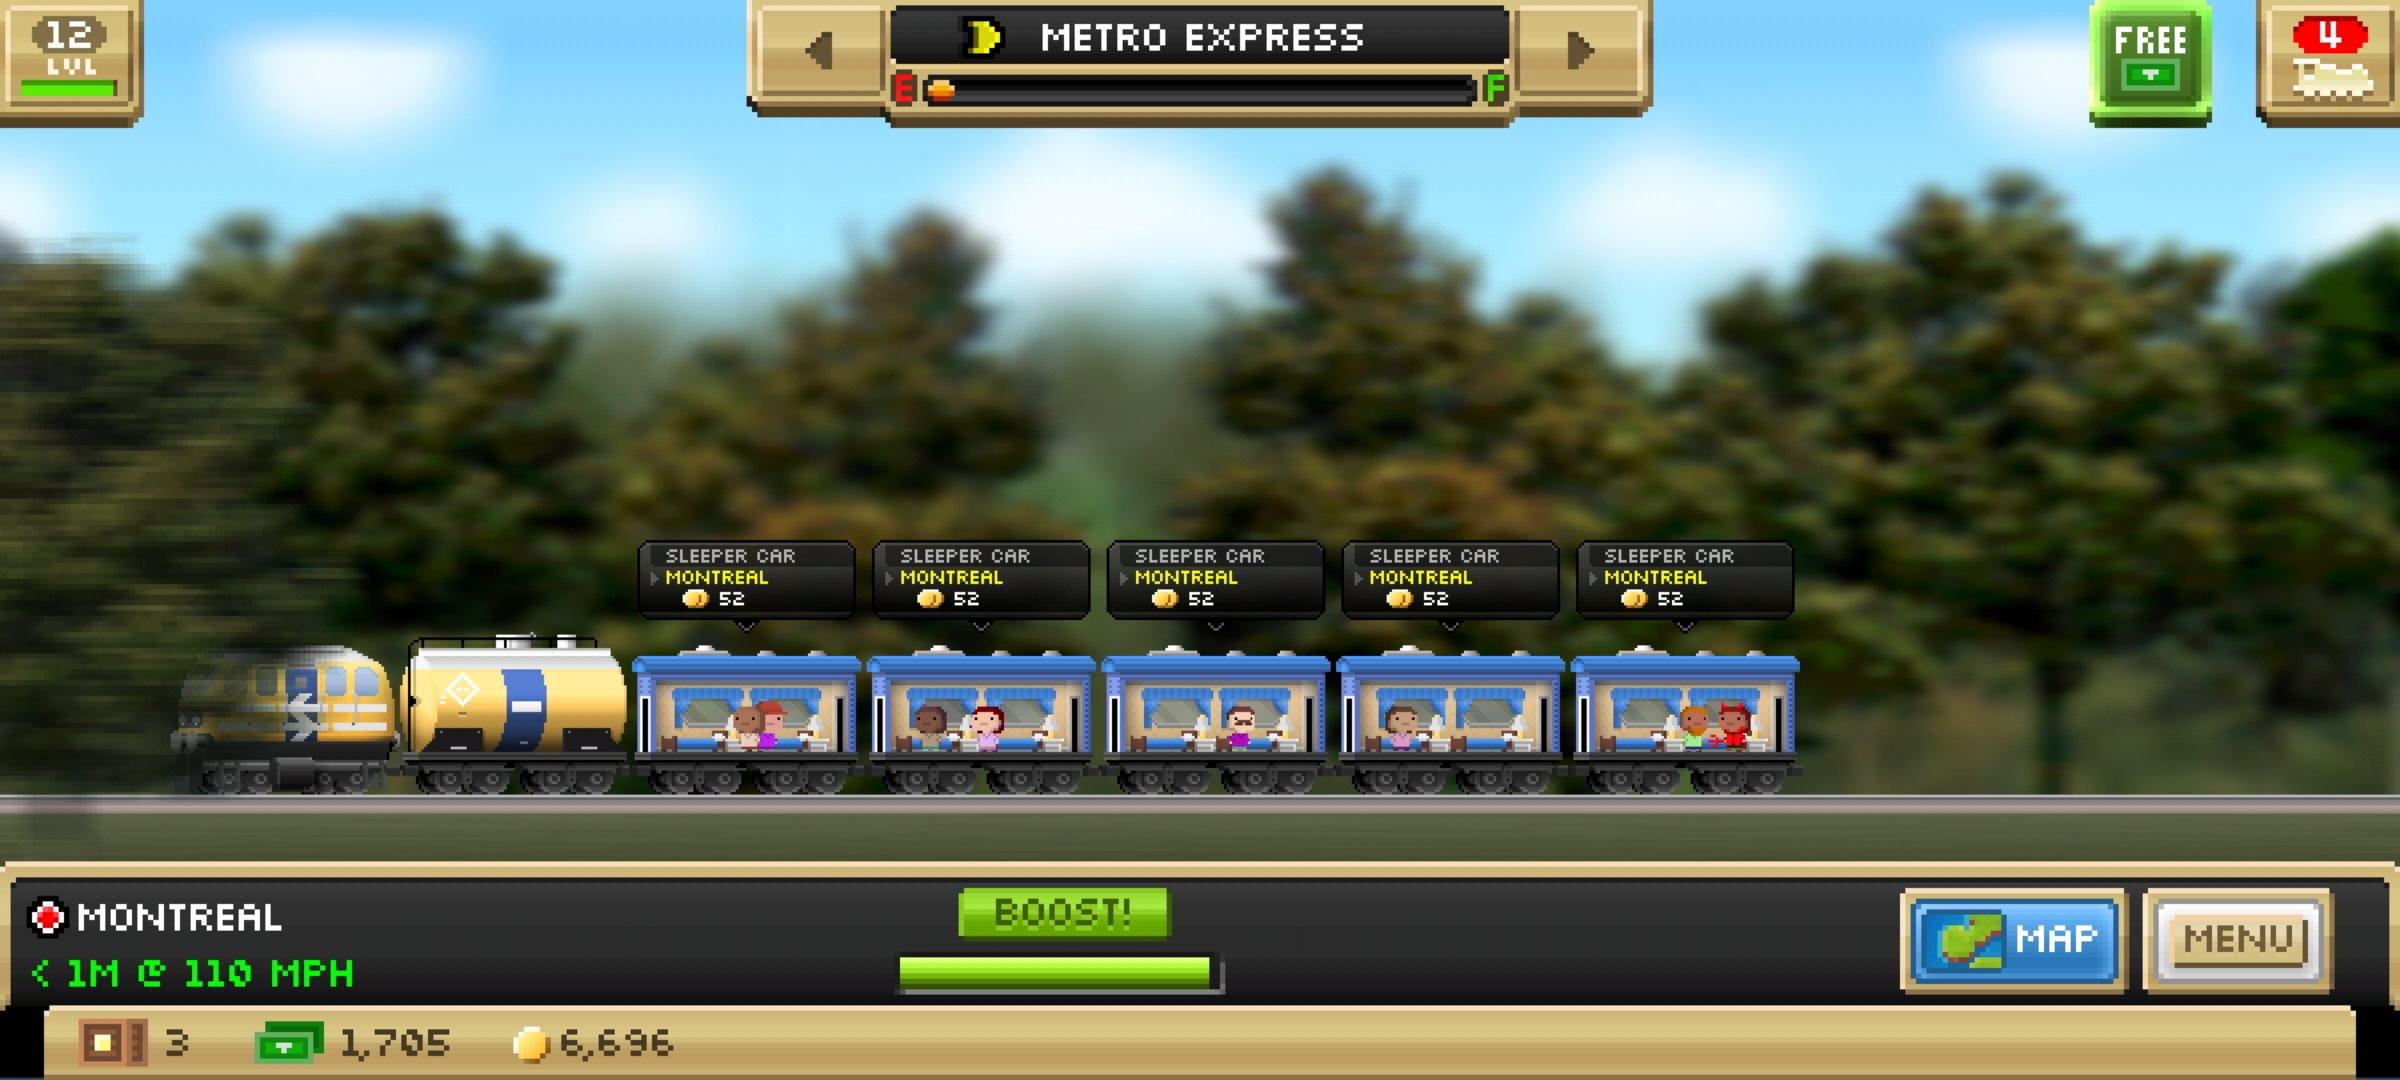 12
LVL
METRO EXPRESS
E F
FREE
4
SLEEPER CAR
MONTREAL
52
SLEEPER CAR
MONTREAL
52
SLEEPER CAR
MONTREAL
52
SLEEPER CAR
MONTREAL
52
SLEEPER CAR
MONTREAL
52
MONTREAL
< 1M @ 110 MPH
BOOST!
MAP
MENU
3
1,705
6,696